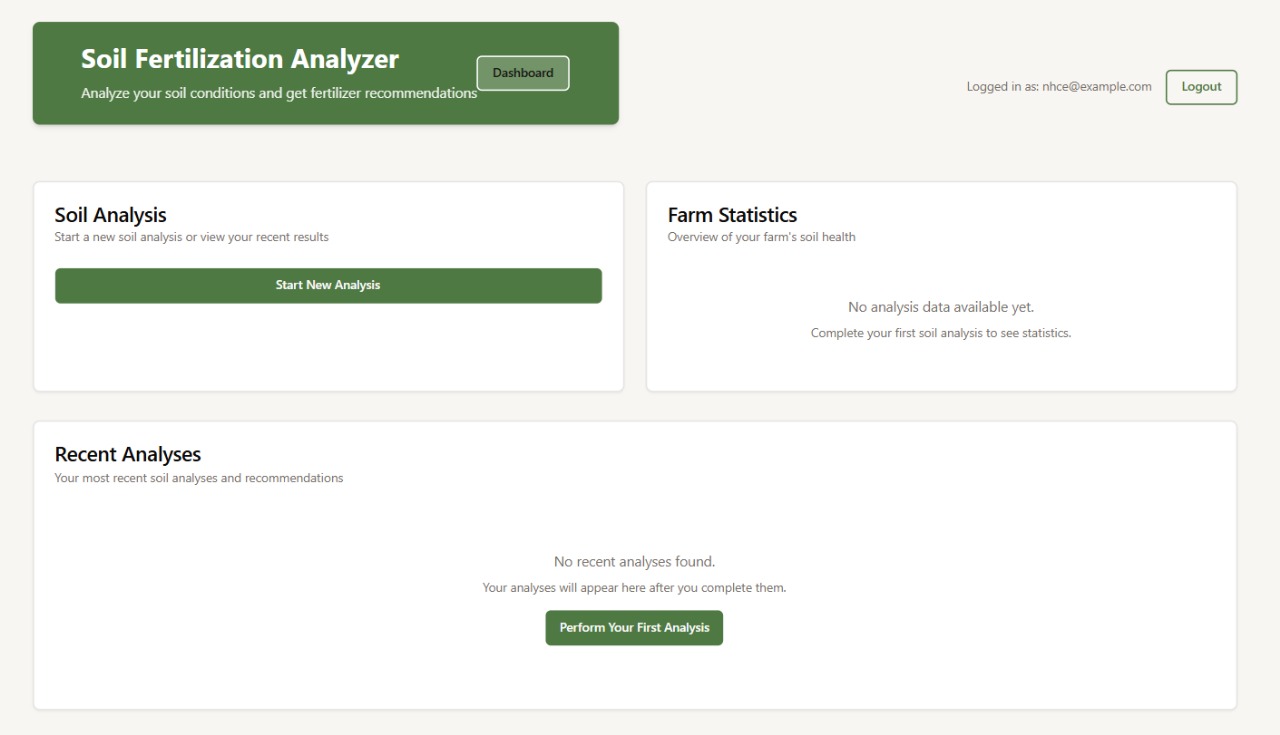 Soil Fertilization Analyzer
Analyze your soil conditions and get fertilizer recommendations
Dashboard
Logged in as: nhce@example.com
Logout
Soil Analysis
Start a new soil analysis or view your recent results
Start New Analysis
Farm Statistics
Overview of your farm's soil health
No analysis data available yet.
Complete your first soil analysis to see statistics.
Recent Analyses
Your most recent soil analyses and recommendations
No recent analyses found.
Your analyses will appear here after you complete them.
Perform Your First Analysis